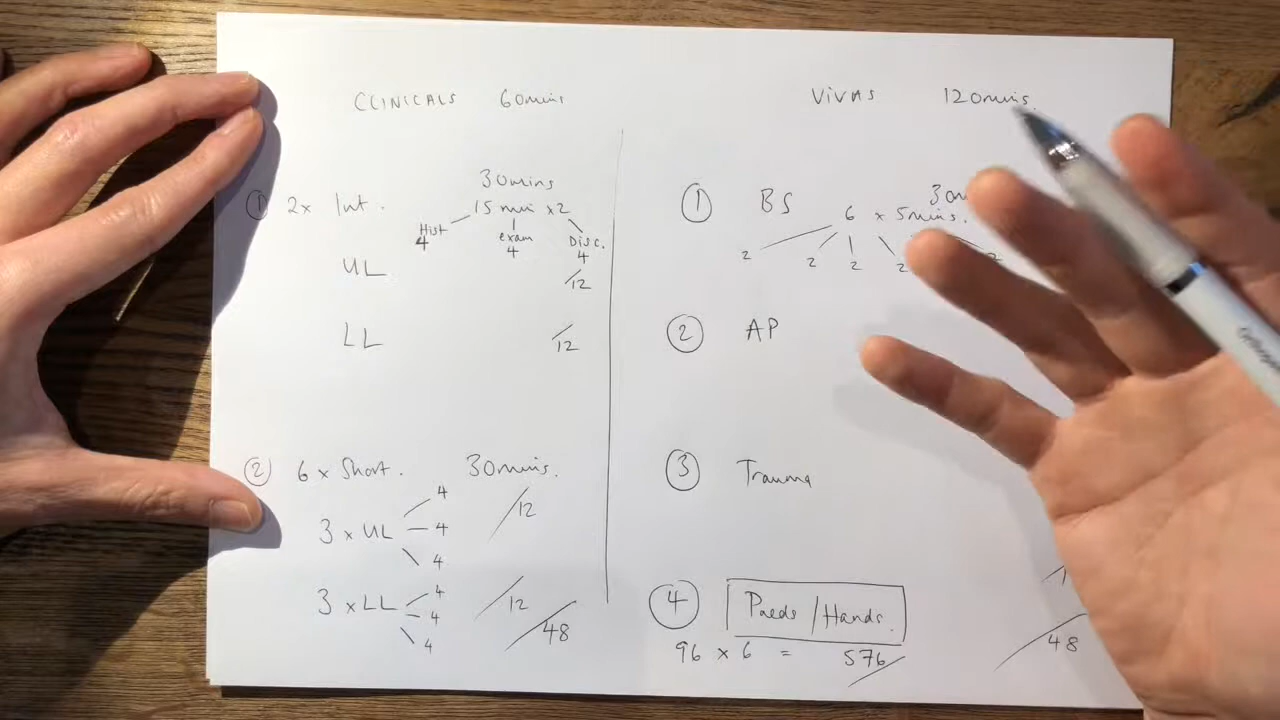 CLINICALS 60mins
① 2x Int.
30mins
15 min x2
Hist exam Disc.
4 4 4
UL /12
LL /12
② 6 x Short. 30mins.
4
3 x UL 4 /12
4
4
3 x LL 4 /12
4
/48
VIVAS 120mins.
① BS
6 x 5mins.
2 2 2 2
② AP
③ Trauma
④ Paeds / Hands.
96 x 6 = 576
/48